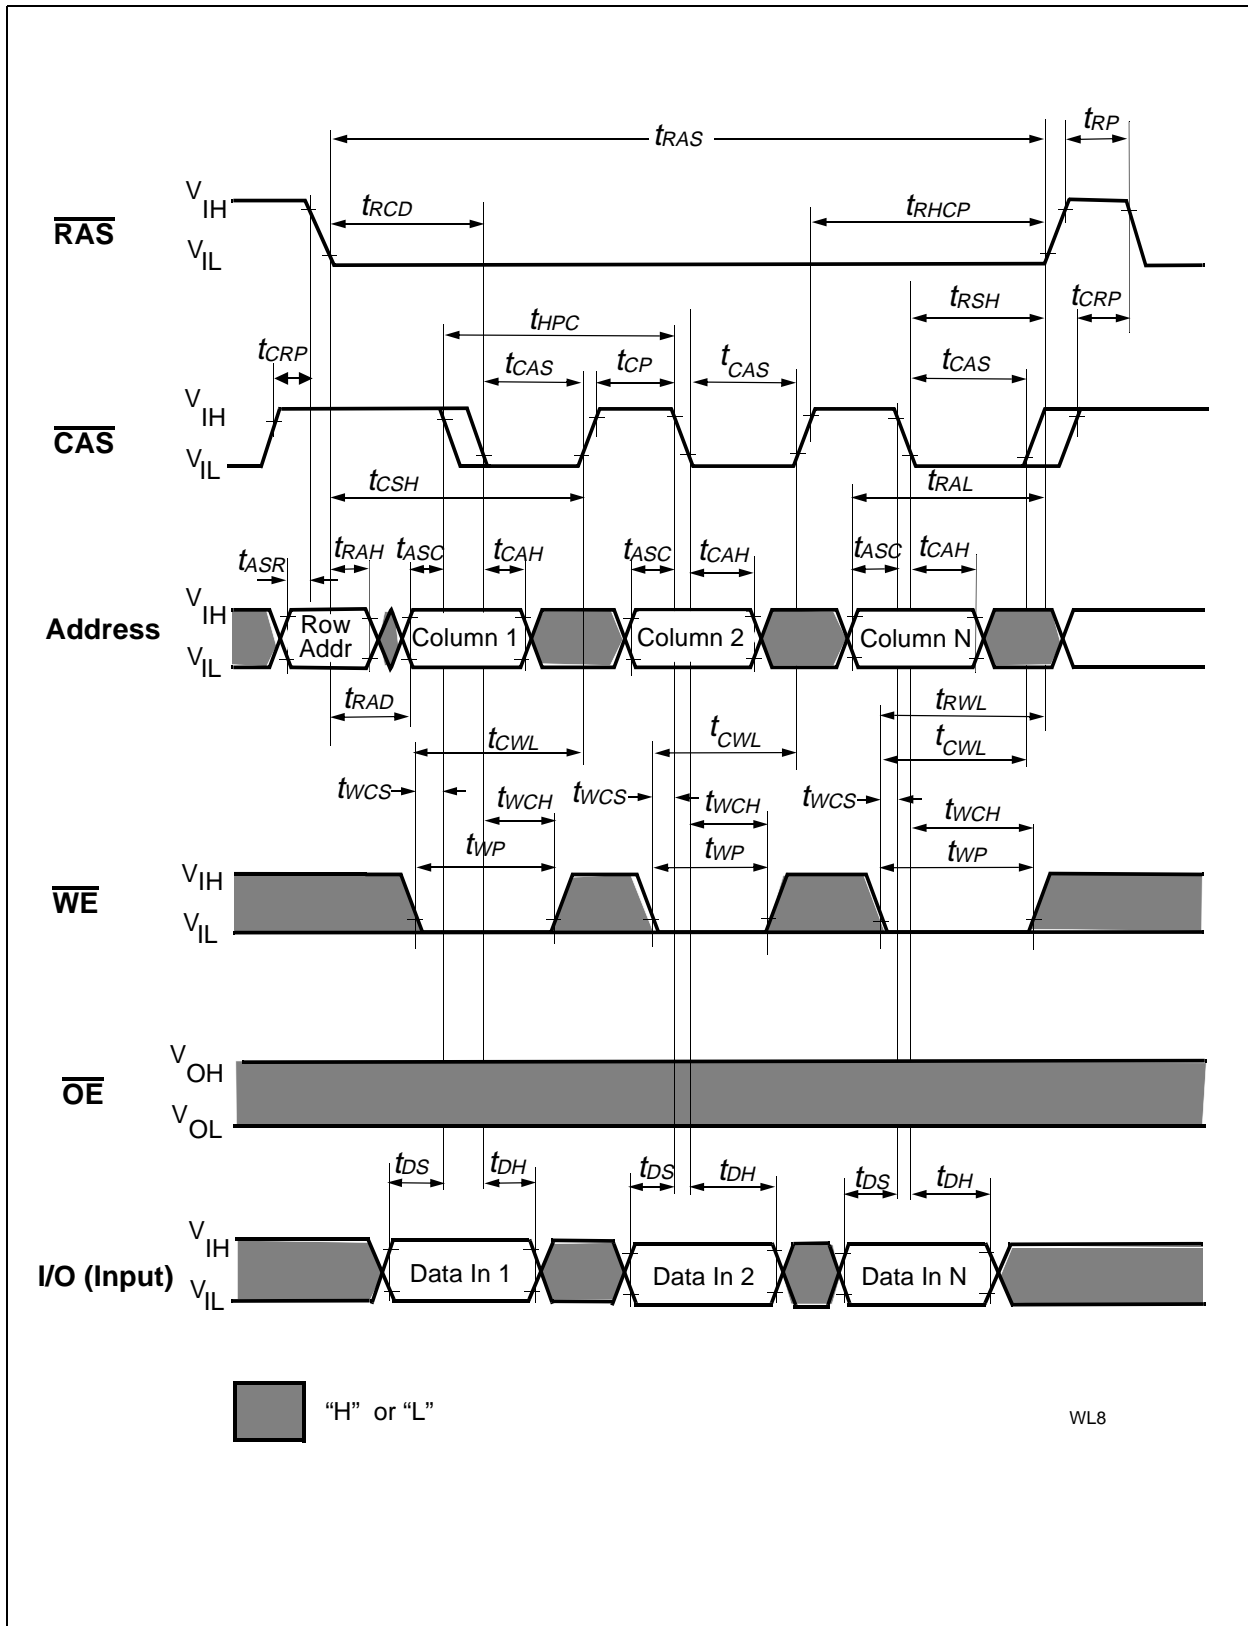 tRAS
tRP
VIH
RAS
VIL
tRCD
tRHCP
tRSH
tCRP
tHPC
tCRP
tCAS
tCP
tCAS
tCAS
VIH
CAS
VIL
tCSH
tRAL
tASR
tRAH
tASC
tCAH
tASC
tCAH
tASC
tCAH
VIH
Address
VIL
Row
Addr
Column 1
Column 2
Column N
tRAD
tRWL
tCWL
tCWL
tCWL
tWCS
tWCH
tWCS
tWCH
tWCS
tWCH
tWP
tWP
tWP
VIH
WE
VIL
VOH
OE
VOL
tDS
tDH
tDS
tDH
tDS
tDH
VIH
I/O (Input)
VIL
Data In 1
Data In 2
Data In N
“H” or “L”
WL8